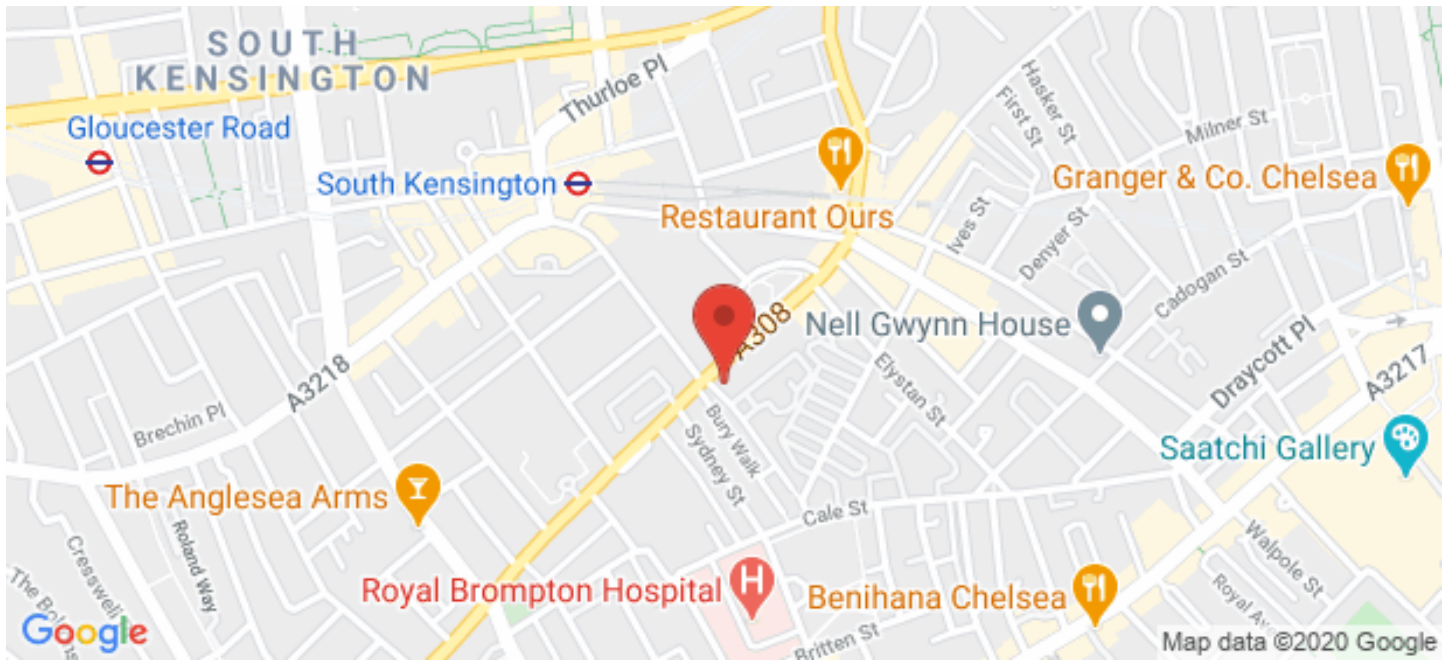 SOUTH
KENSINGTON
Thurloe Pl
Gloucester Road
South Kensington
Restaurant Ours
Hasker St
First St
Milner St
Granger & Co. Chelsea
Ives St
Denyer St
Cadogan St
A308
Nell Gwynn House
Draycott Pl
A3217
A3218
Elystan St
Brechin Pl
Bury Walk
Sydney St
Saatchi Gallery
The Anglesea Arms
Cale St
Roland Way
Walpole St
Royal Brompton Hospital
H
Benihana Chelsea
Britten St
Google
Map data ©2020 Google